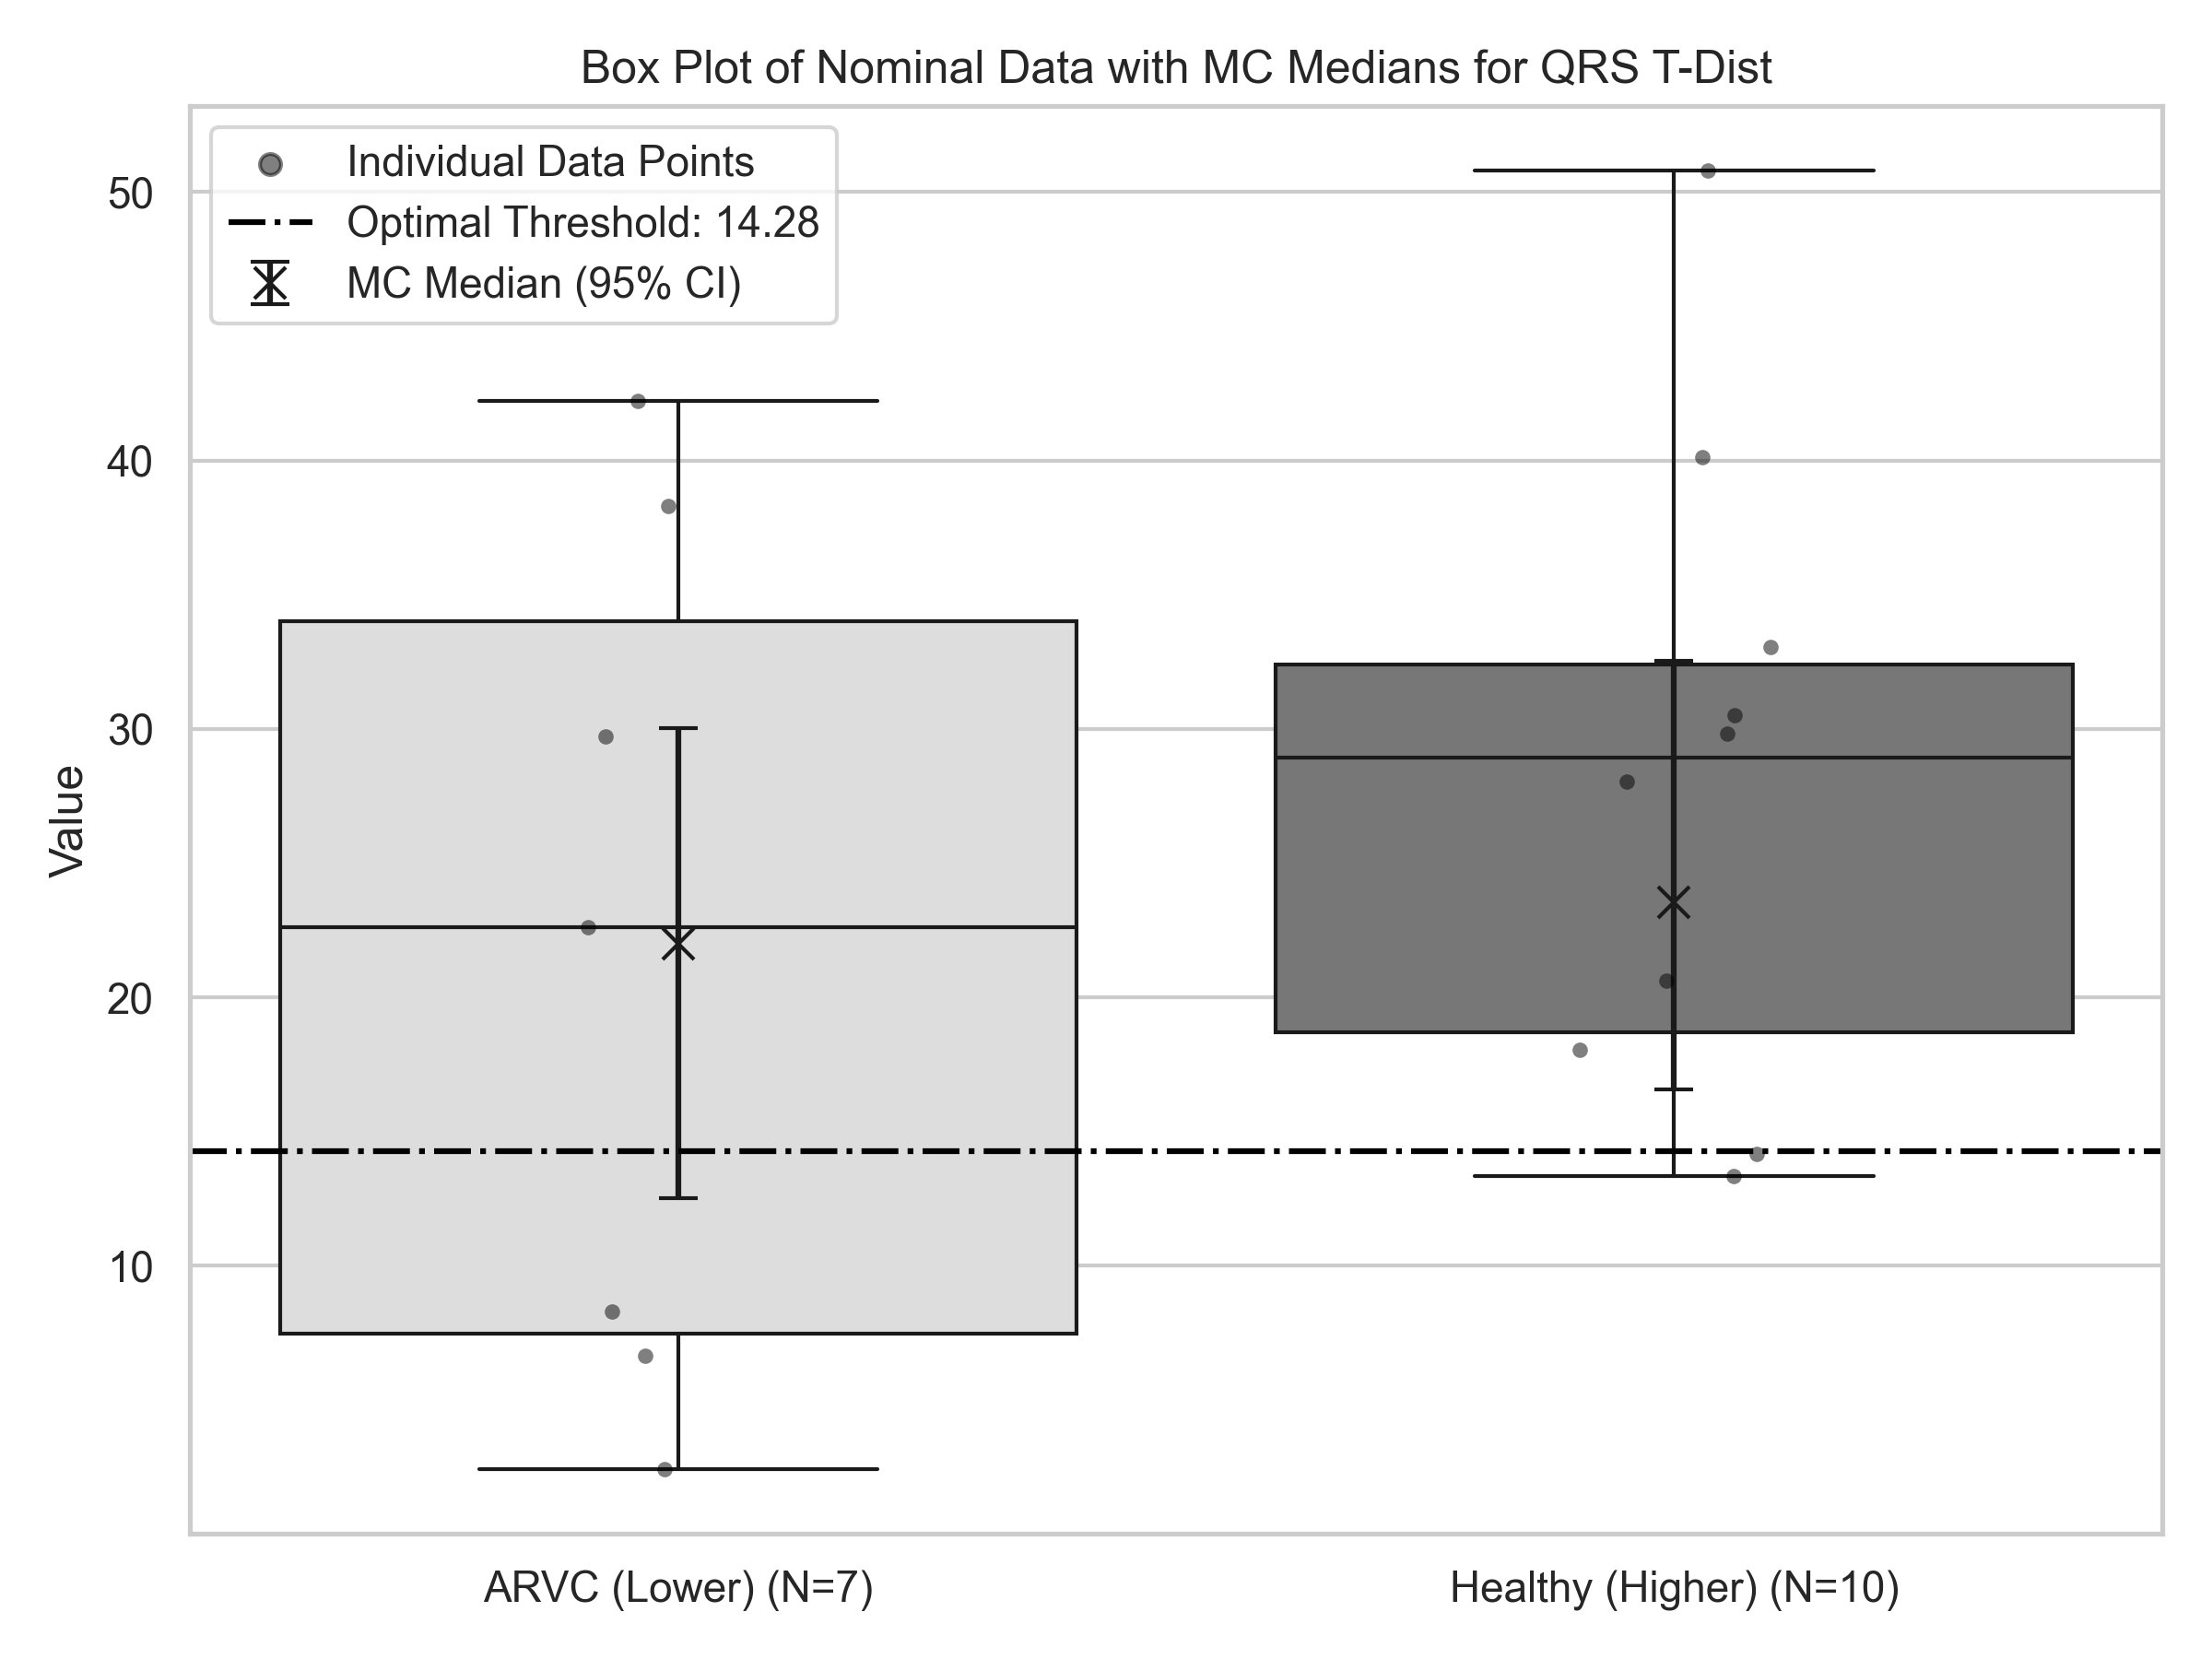 Box Plot of Nominal Data with MC Medians for QRS T-Dist
Individual Data Points
Optimal Threshold: 14.28
MC Median (95% CI)
50
40
30
20
10
Value
ARVC (Lower) (N=7)
Healthy (Higher) (N=10)